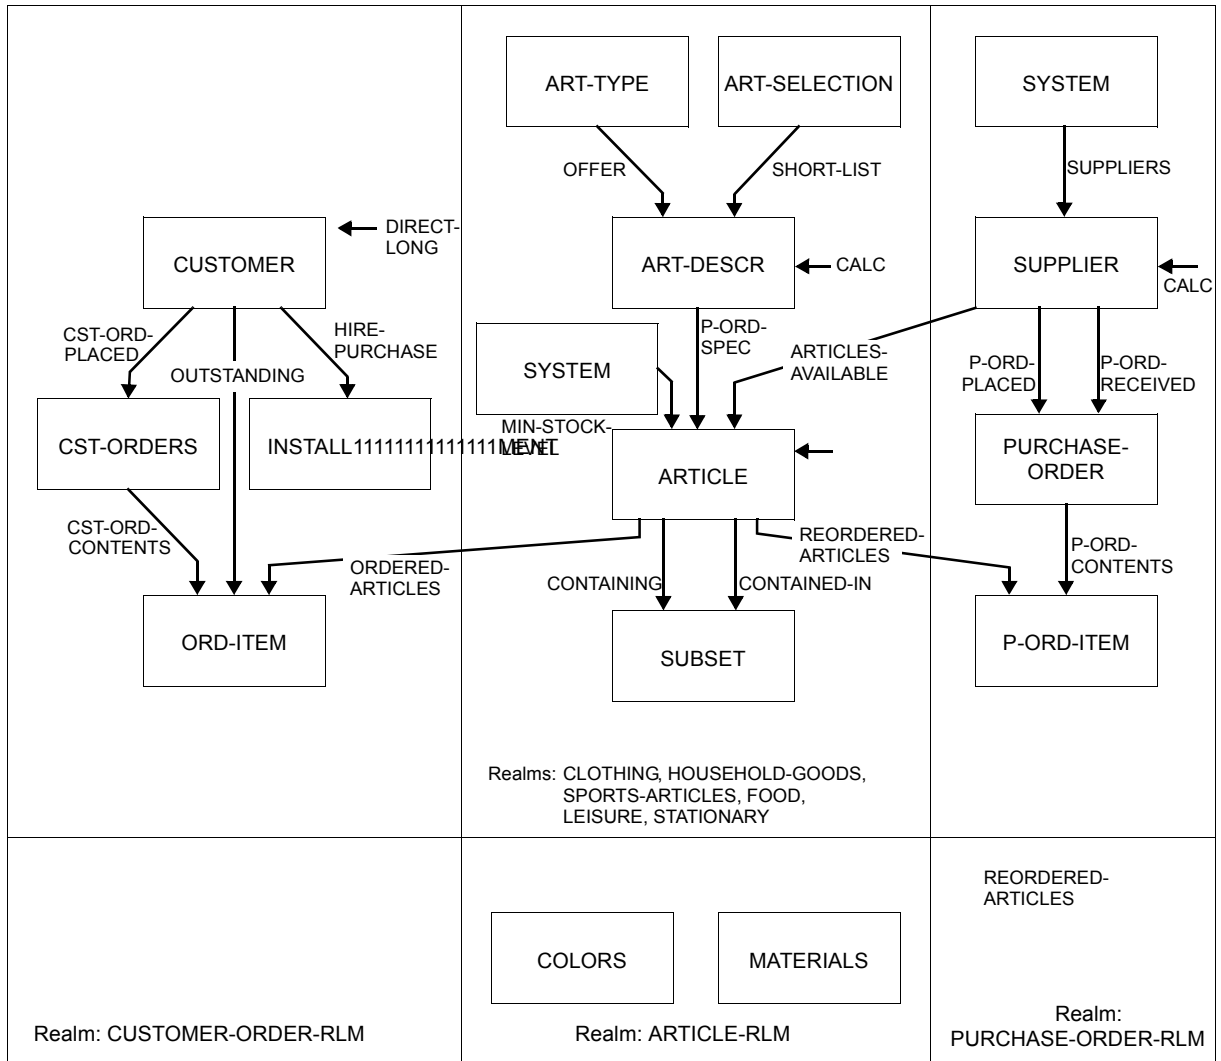 ART-TYPE
ART-SELECTION
SYSTEM
OFFER
SHORT-LIST
SUPPLIERS
DIRECT-
LONG
CUSTOMER
ART-DESCR
CALC
SUPPLIER
CALC
CST-ORD-
PLACED
HIRE-
PURCHASE
OUTSTANDING
P-ORD-
SPEC
SYSTEM
ARTICLES-
AVAILABLE
P-ORD-
PLACED
P-ORD-
RECEIVED
CST-ORDERS
INSTALL111111111111111MENT
MIN-STOCK-
LEVEL
ARTICLE
PURCHASE-
ORDER
CST-ORD-
CONTENTS
ORDERED-
ARTICLES
CONTAINING
CONTAINED-IN
REORDERED-
ARTICLES
P-ORD-
CONTENTS
ORD-ITEM
SUBSET
P-ORD-ITEM
Realms: CLOTHING, HOUSEHOLD-GOODS,
SPORTS-ARTICLES, FOOD,
LEISURE, STATIONARY
REORDERED-
ARTICLES
COLORS
MATERIALS
Realm: CUSTOMER-ORDER-RLM
Realm: ARTICLE-RLM
Realm:
PURCHASE-ORDER-RLM